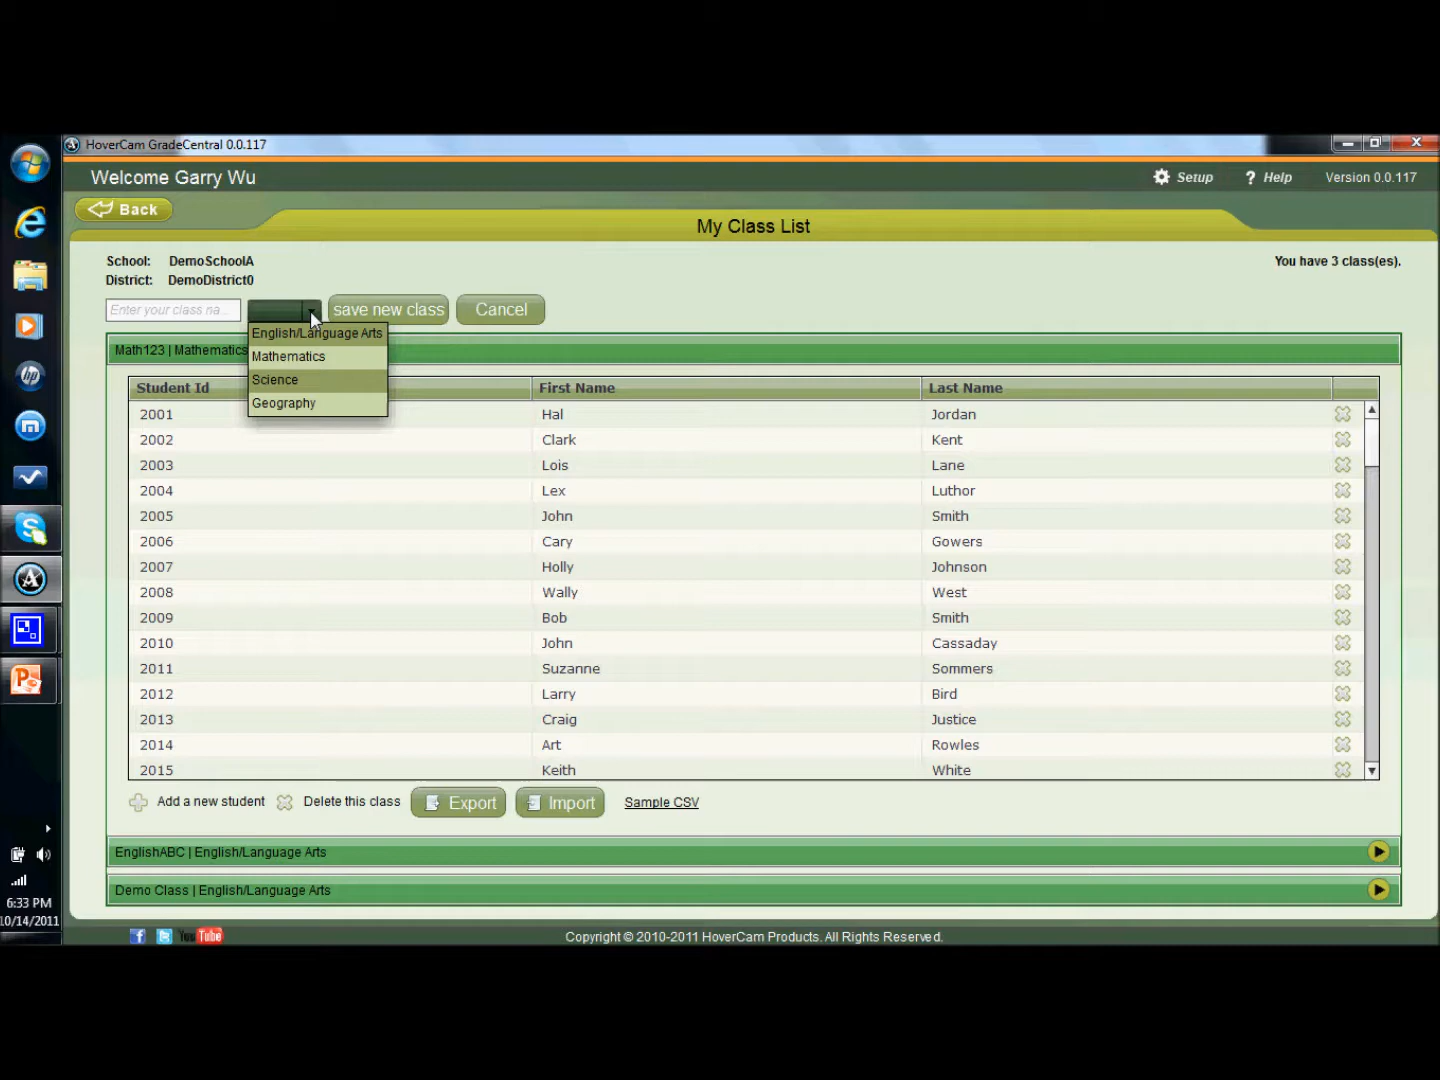 HoverCam GradeCentral 0.0.117
Welcome Garry Wu
Setup
? Help
Version 0.0.117
Back
My Class List
School: DemoSchoolA
District: DemoDistrict0
You have 3 class(es).
Enter your class na...
save new class
Cancel
English/Language Arts
Mathematics
Science
Geography
Math123 | Mathematics
Student Id First Name Last Name
2001 Hal Jordan
2002 Clark Kent
2003 Lois Lane
2004 Lex Luthor
2005 John Smith
2006 Cary Gowers
2007 Holly Johnson
2008 Wally West
2009 Bob Smith
2010 John Cassaday
2011 Suzanne Sommers
2012 Larry Bird
2013 Craig Justice
2014 Art Rowles
2015 Keith White
Add a new student
Delete this class
Export
Import
Sample CSV
EnglishABC | English/Language Arts
Demo Class | English/Language Arts
6:33 PM
10/14/2011
You Tube
Copyright © 2010-2011 HoverCam Products. All Rights Reserved.